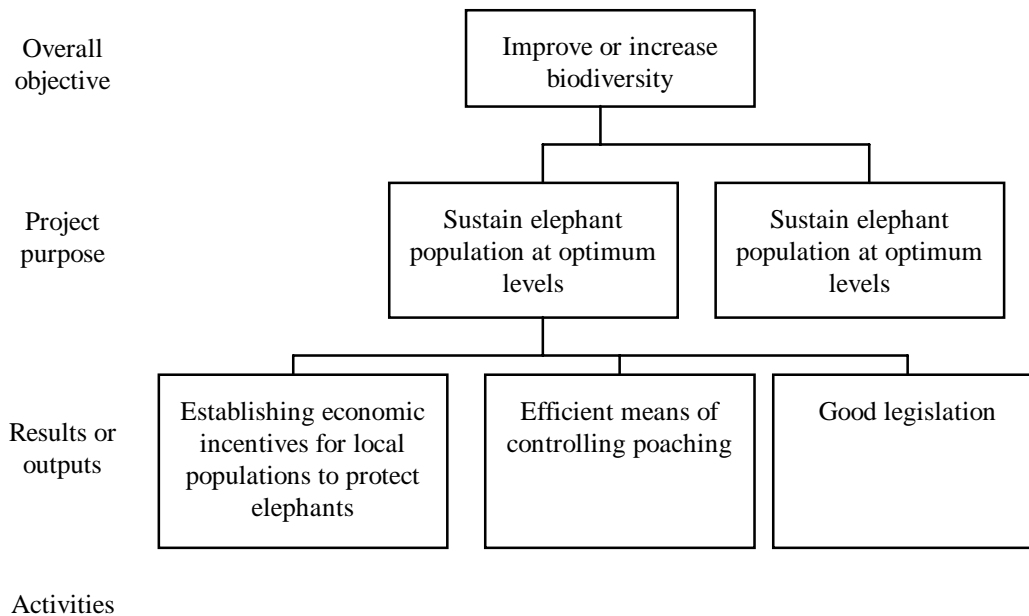 Overall
objective
Improve or increase
biodiversity
Project
purpose
Sustain elephant
population at optimum
levels
Sustain elephant
population at optimum
levels
Results or
outputs
Establishing economic
incentives for local
populations to protect
elephants
Efficient means of
controlling poaching
Good legislation
Activities